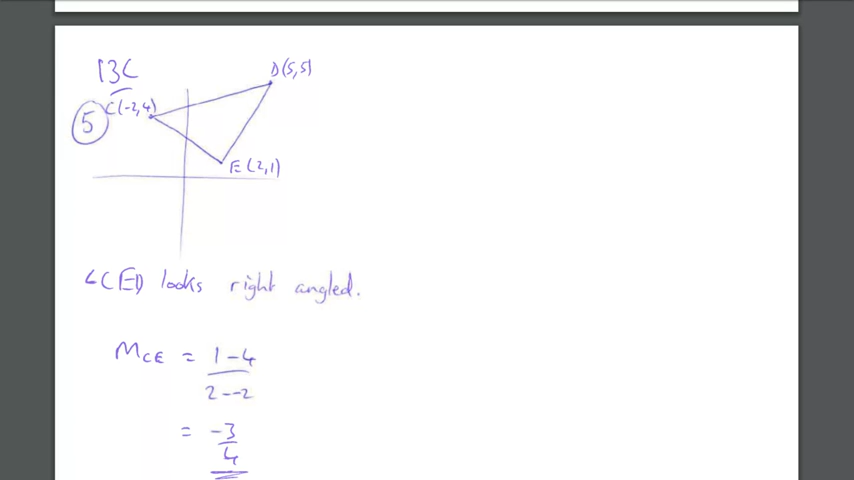 13C
D(5,5)
C(-2,4)
5
E(2,1)
∠CED looks right angled.
MCE = 1-4
2--2
= -3
4